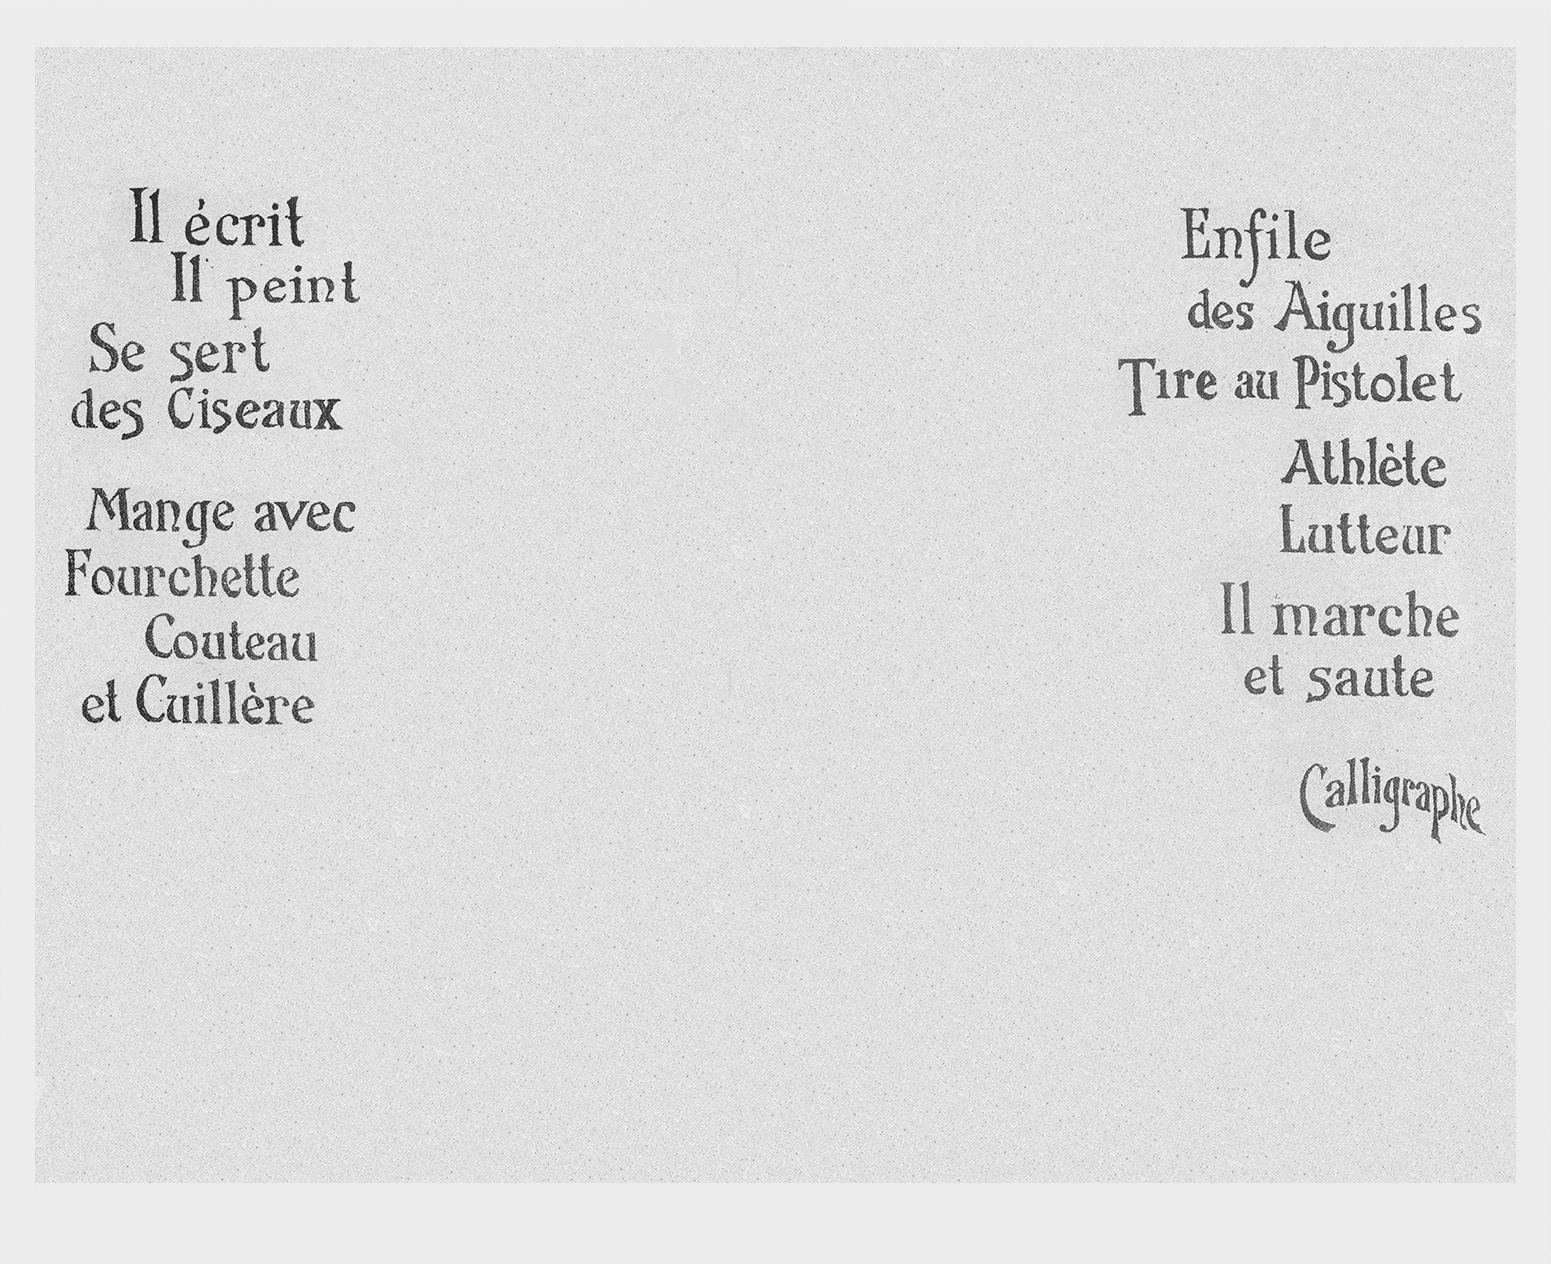 Il écrit
Il peint
Se sert
des Ciseaux
Mange avec
Fourchette
Couteau
et Cuillère
Enfile
des Aiguilles
Tire au Pistolet
Athlète
Lutteur
Il marche
et saute
Calligraphe